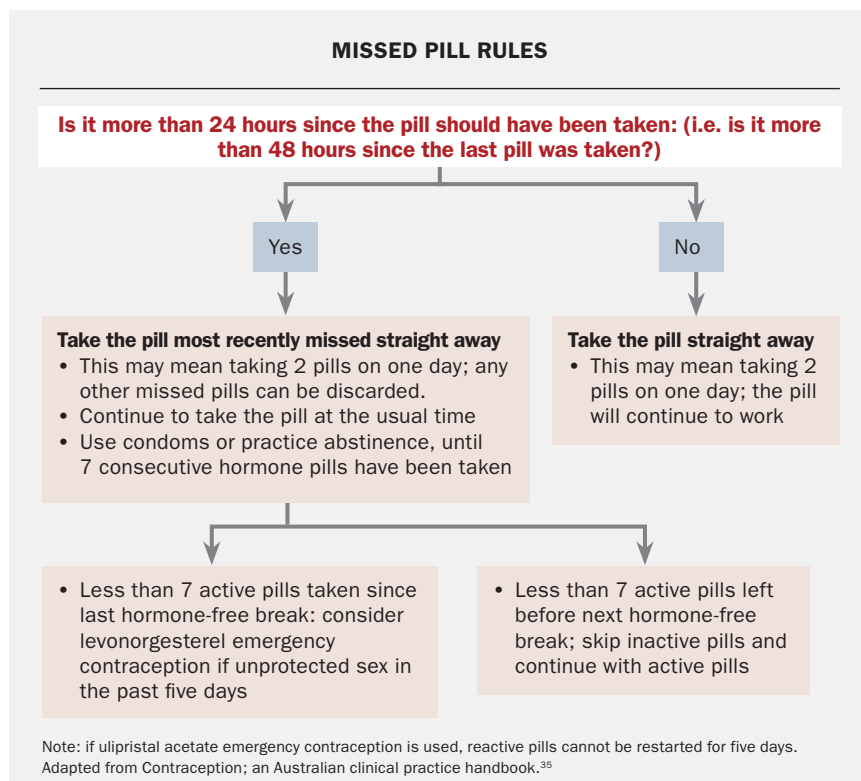 MISSED PILL RULES
Is it more than 24 hours since the pill should have been taken: (i.e. is it more
than 48 hours since the last pill was taken?)
Yes
No
Take the pill most recently missed straight away
• This may mean taking 2 pills on one day; any
other missed pills can be discarded.
• Continue to take the pill at the usual time
• Use condoms or practice abstinence, until
7 consecutive hormone pills have been taken
Take the pill straight away
• This may mean taking 2
pills on one day; the pill
will continue to work
• Less than 7 active pills taken since
last hormone-free break: consider
levonorgesterel emergency
contraception if unprotected sex in
the past five days
• Less than 7 active pills left
before next hormone-free
break; skip inactive pills and
continue with active pills
Note: if ulipristal acetate emergency contraception is used, reactive pills cannot be restarted for five days.
Adapted from Contraception; an Australian clinical practice handbook.³⁵